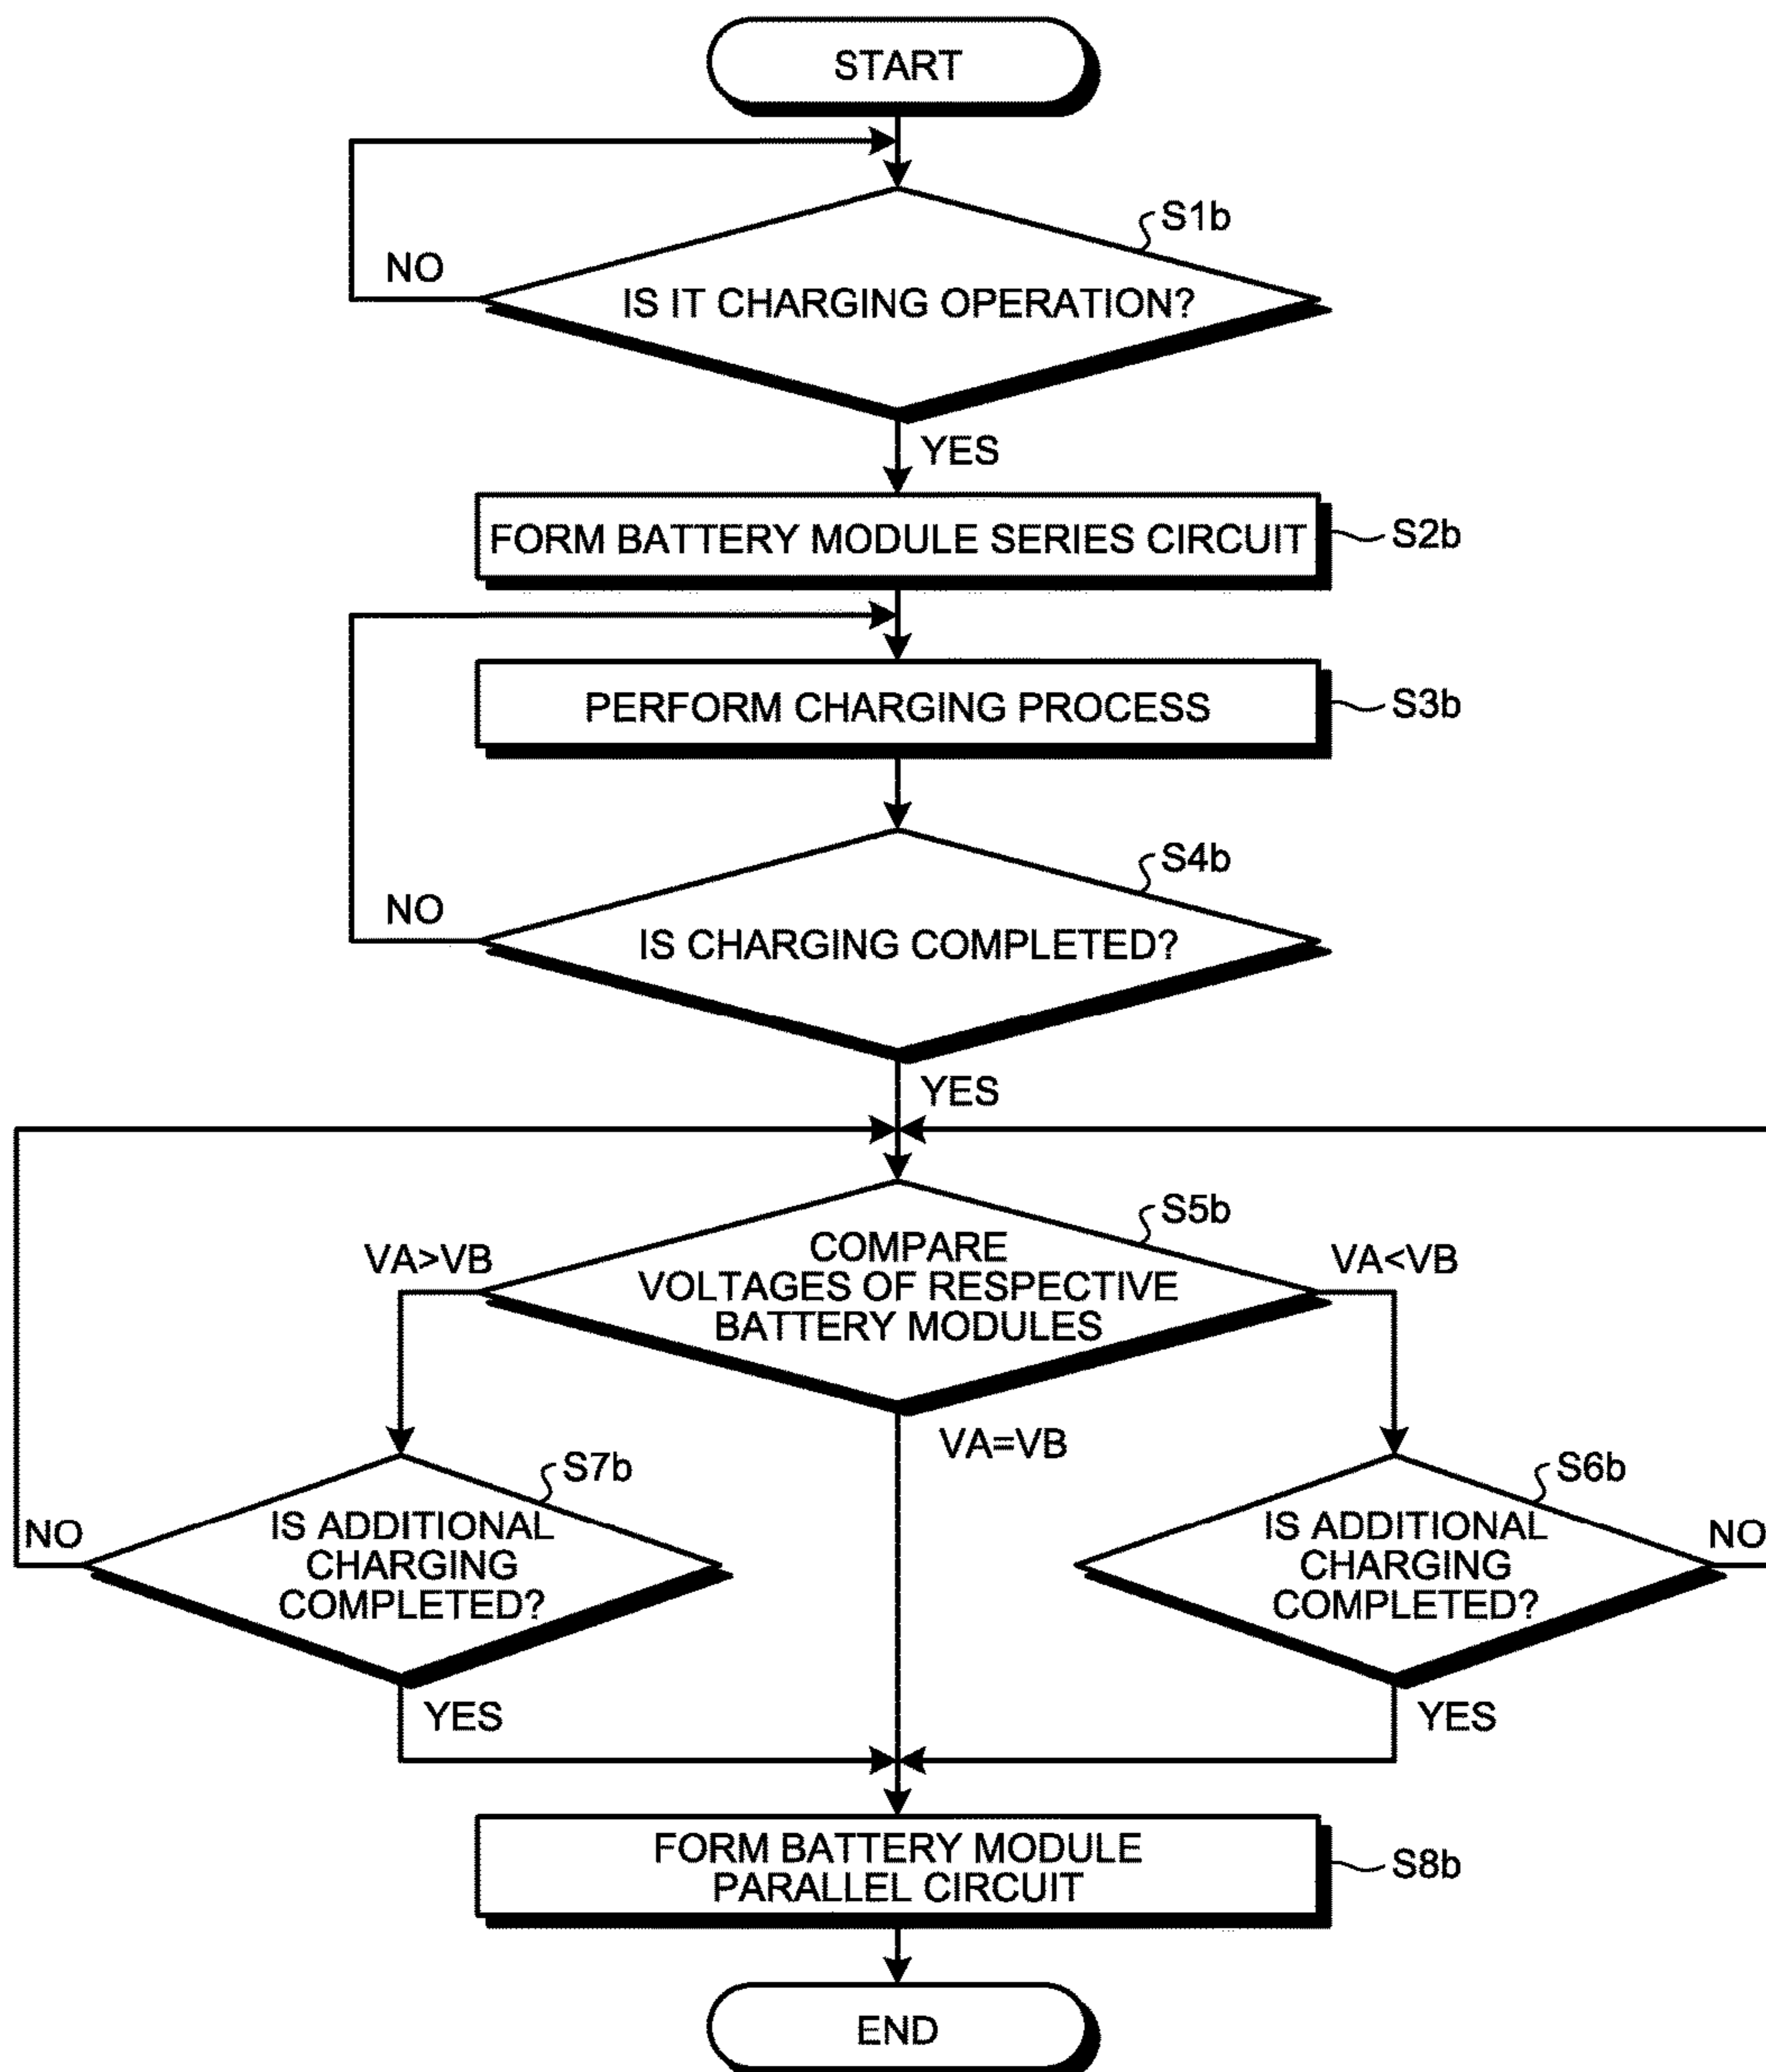 START
S1b
NO
IS IT CHARGING OPERATION?
YES
FORM BATTERY MODULE SERIES CIRCUIT
S2b
PERFORM CHARGING PROCESS
S3b
S4b
NO
IS CHARGING COMPLETED?
YES
S5b
VA>VB
COMPARE
VOLTAGES OF RESPECTIVE
BATTERY MODULES
VA<VB
VA=VB
S7b
S6b
NO
IS ADDITIONAL
CHARGING
COMPLETED?
IS ADDITIONAL
CHARGING
COMPLETED?
NO
YES
YES
FORM BATTERY MODULE
PARALLEL CIRCUIT
S8b
END